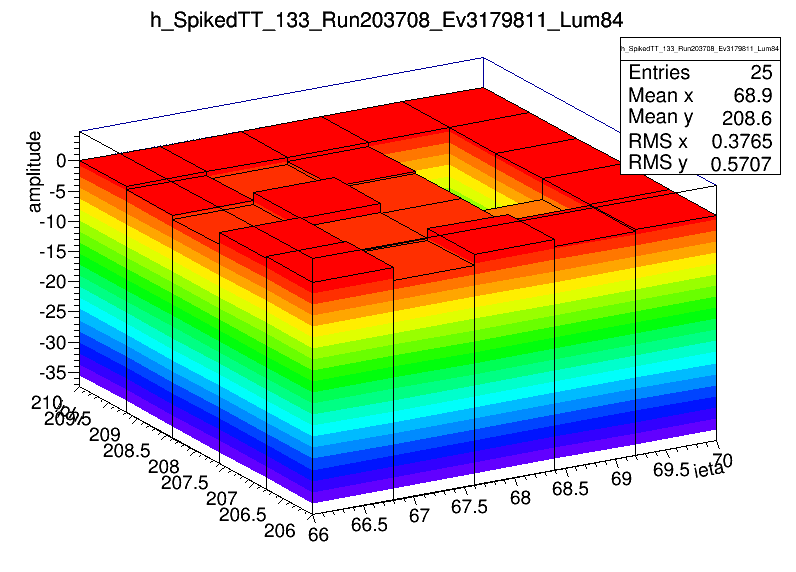 h_SpikedTT_133_Run203708_Ev3179811_Lum84
h_SpikedTT_133_Run203708_Ev3179811_Lum84
Entries 25
Mean x 68.9
Mean y 208.6
RMS x 0.3765
RMS y 0.5707
amplitude
0
-5
-10
-15
-20
-25
-30
-35
210
209.5
209
208.5
208
207.5
207
206.5
206
iphi
66
66.5
67
67.5
68
68.5
69
69.5
70
ieta